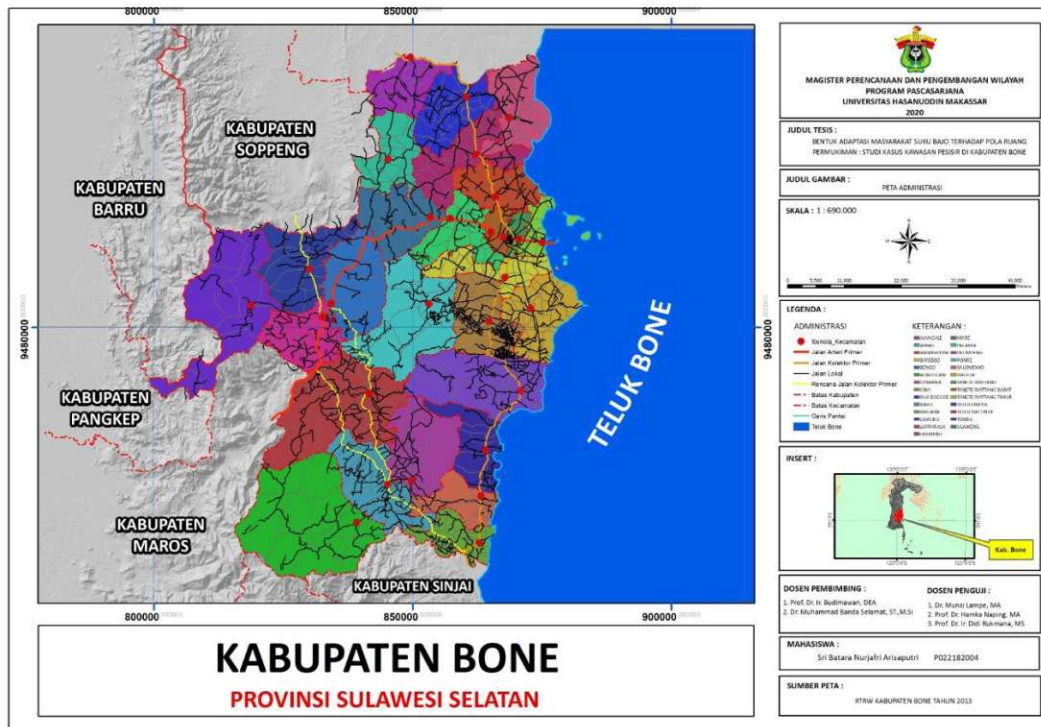 800000
850000
900000
9480000
9480000
KABUPATEN
SOPPENG
KABUPATEN
BARRU
KABUPATEN
PANGKEP
KABUPATEN
MAROS
KABUPATEN SINJAI
TELUK BONE
800000
850000
900000
KABUPATEN BONE
PROVINSI SULAWESI SELATAN
MAGISTER PERENCANAAN DAN PENGEMBANGAN WILAYAH
PROGRAM PASCASARJANA
UNIVERSITAS HASANUDDIN MAKASSAR
2020
JUDUL TESIS :
BENTUK ADAPTASI MASYARAKAT SUKU BAJO TERHADAP POLA RUANG
PERMUKIMAN : STUDI KASUS KAWASAN PESISIR DI KABUPATEN BONE
JUDUL GAMBAR :
PETA ADMINSTRASI
SKALA : 1 : 690.000
LEGENDA :
ADMINISTRASI
Ibukota_Kecamatan
Jalan Arteri Primer
Jalan Kolektor Primer
Jalan Lokal
Rencana Jalan Kolektor Primer
Batas Kabupaten
Batas Kecamatan
Garis Pantai
Teluk Bone
KETERANGAN :
INSERT :
Kab. Bone
DOSEN PEMBIMBING :
1. Prof. Dr. Ir. Budimawan, DEA
2. Dr. Muhammad Banda Selamat, ST.,M.Si
DOSEN PENGUJI :
1. Dr. Munsi Lampe, MA
2. Prof. Dr. Hamka Naping, MA
3. Prof. Dr. Ir. Didi Rukmana, MS
MAHASISWA :
Sri Batara Nurjafri Arisaputri P022182004
SUMBER PETA :
RTRW KABUPATEN BONE TAHUN 2013